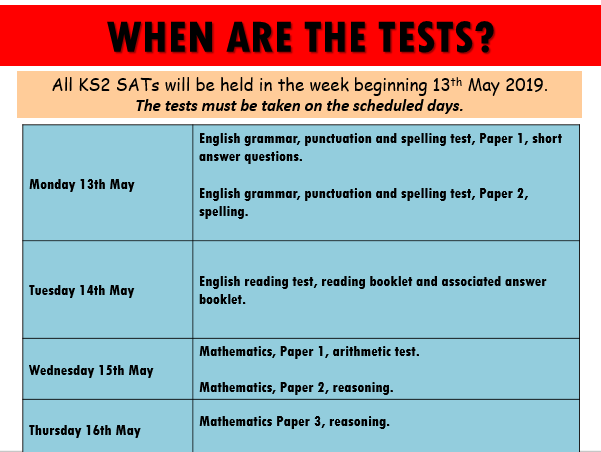 WHEN ARE THE TESTS?
All KS2 SATs will be held in the week beginning 13th May 2019.
The tests must be taken on the scheduled days.
Monday 13th May
English grammar, punctuation and spelling test, Paper 1, short
answer questions.
English grammar, punctuation and spelling test, Paper 2,
spelling.
Tuesday 14th May
English reading test, reading booklet and associated answer
booklet.
Wednesday 15th May
Mathematics, Paper 1, arithmetic test.
Mathematics, Paper 2, reasoning.
Thursday 16th May
Mathematics Paper 3, reasoning.